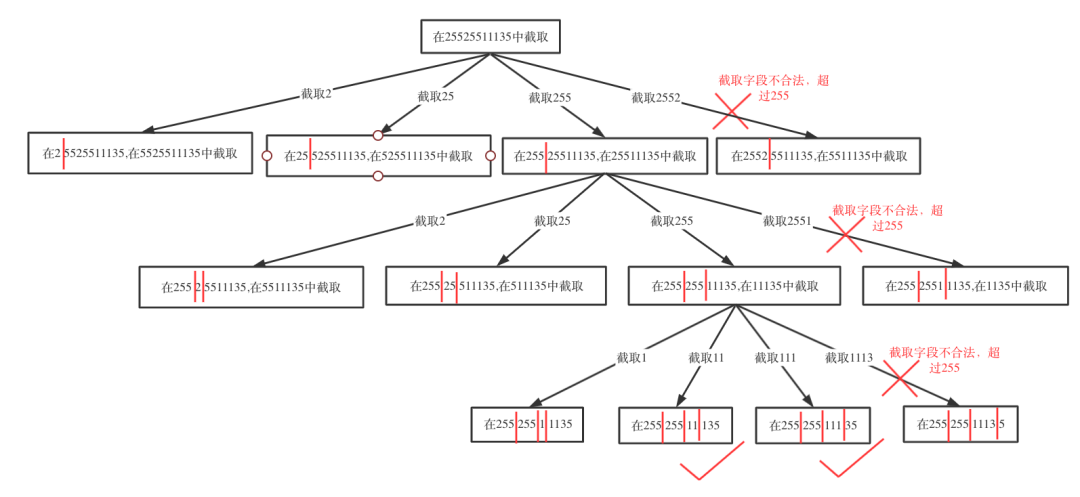 在25525511135中截取
截取2
截取25
截取255
截取2552
截取字段不合法，超
过255
在2 5525511135,在5525511135中截取
在25 525511135,在525511135中截取
在255 25511135,在25511135中截取
在2552 5511135,在5511135中截取
截取2
截取25
截取255
截取2551
截取字段不合法，超
过255
在255 2 5511135,在5511135中截取
在255 25 511135,在511135中截取
在255 255 11135,在11135中截取
在255 2551 1135,在1135中截取
截取1
截取11
截取111
截取1113
截取字段不合法，超
过255
在255 255 1 1135
在255 255 11 135
在255 255 111 35
在255 255 1113 5